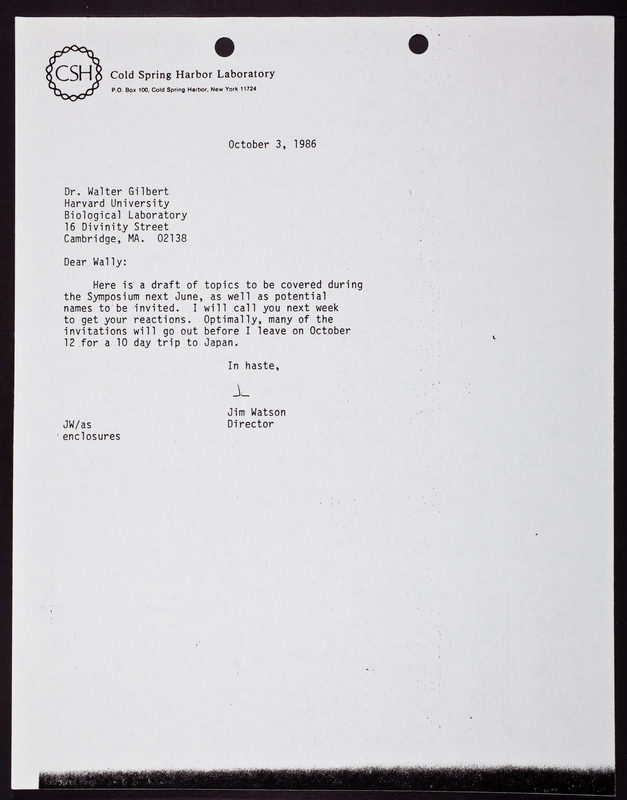 CSH
Cold Spring Harbor Laboratory
P.O. Box 100, Cold Spring Harbor, New York 11724
October 3, 1986
Dr. Walter Gilbert
Harvard University
Biological Laboratory
16 Divinity Street
Cambridge, MA. 02138
Dear Wally:
Here is a draft of topics to be covered during
the Symposium next June, as well as potential
names to be invited. I will call you next week
to get your reactions. Optimally, many of the
invitations will go out before I leave on October
12 for a 10 day trip to Japan.
In haste,
J
Jim Watson
Director
JW/as
enclosures